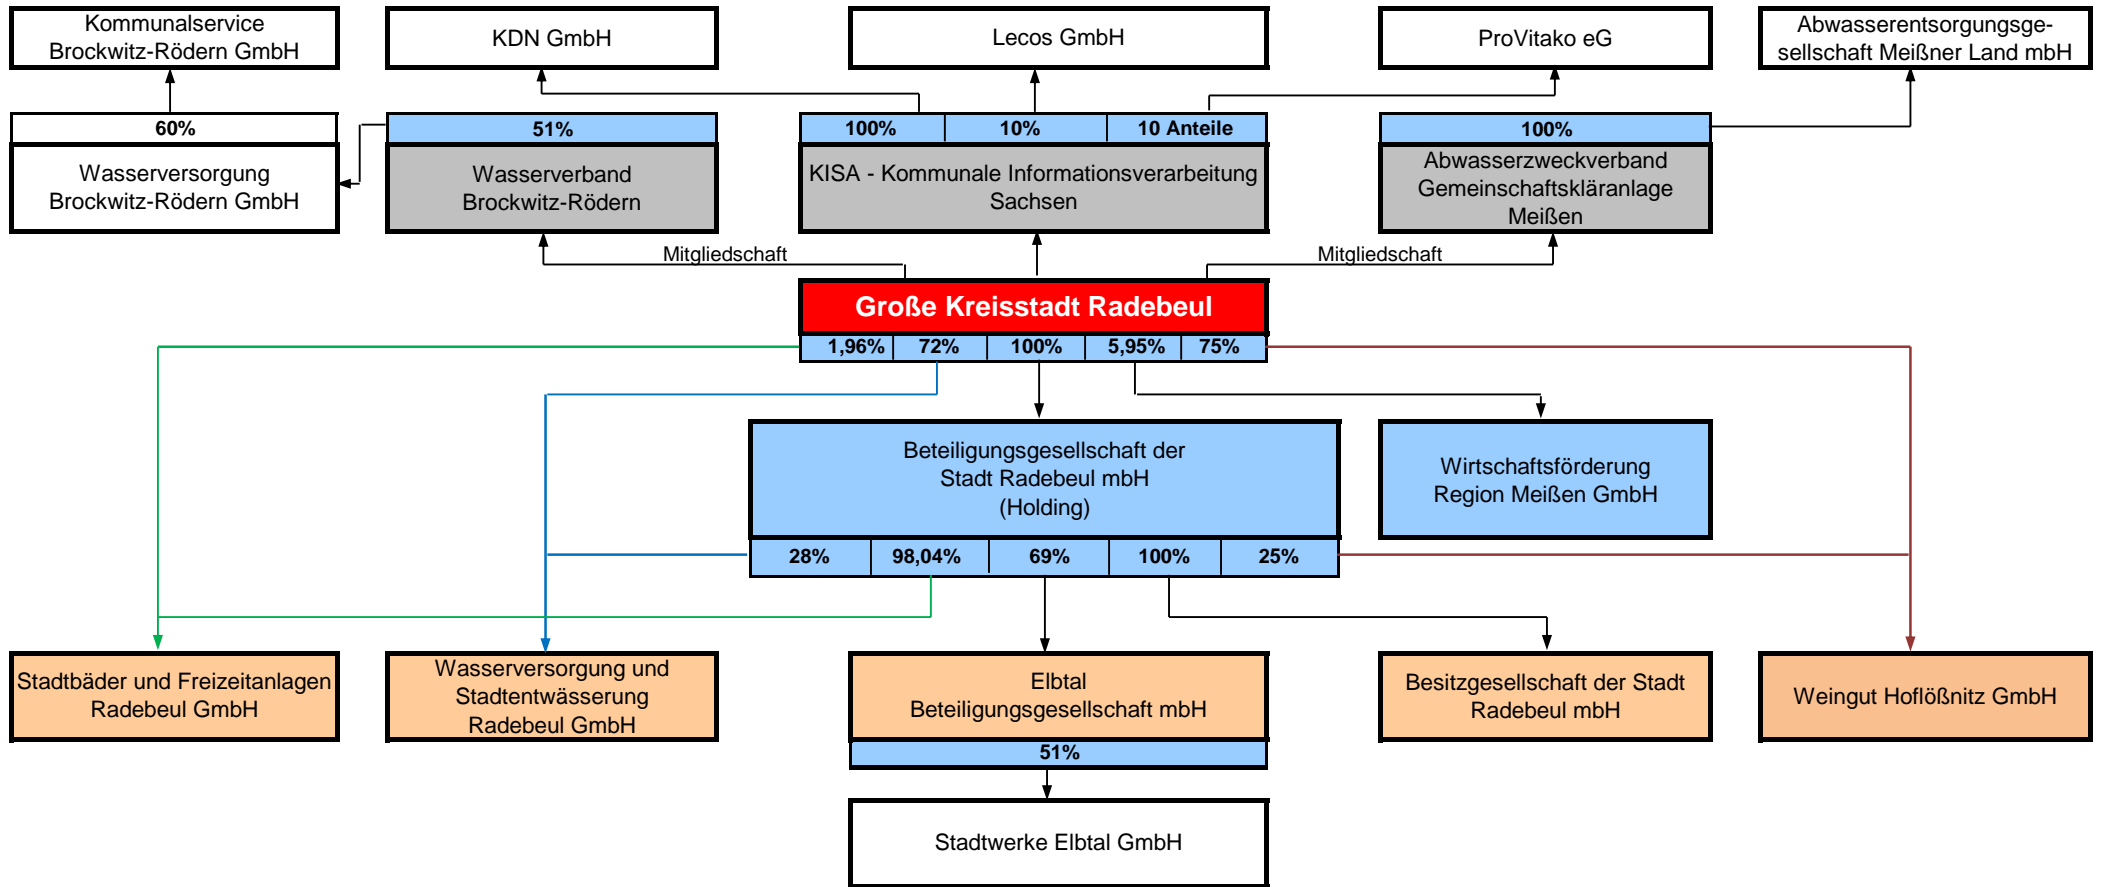 Kommunalservice
Brockwitz-Rödern GmbH
KDN GmbH
Lecos GmbH
ProVitako eG
Abwasserentsorgungsge-
sellschaft Meißner Land mbH
60%
51%
100%
10%
10 Anteile
100%
Wasserversorgung
Brockwitz-Rödern GmbH
Wasserverband
Brockwitz-Rödern
KISA - Kommunale Informationsverarbeitung
Sachsen
Abwasserzweckverband
Gemeinschaftskläranlage
Meißen
Mitgliedschaft
Mitgliedschaft
Große Kreisstadt Radebeul
1,96%
72%
100%
5,95%
75%
Beteiligungsgesellschaft der
Stadt Radebeul mbH
(Holding)
Wirtschaftsförderung
Region Meißen GmbH
28%
98,04%
69%
100%
25%
Stadtbäder und Freizeitanlagen
Radebeul GmbH
Wasserversorgung und
Stadtentwässerung
Radebeul GmbH
Elbtal
Beteiligungsgesellschaft mbH
Besitzgesellschaft der Stadt
Radebeul mbH
Weingut Hoflößnitz GmbH
51%
Stadtwerke Elbtal GmbH